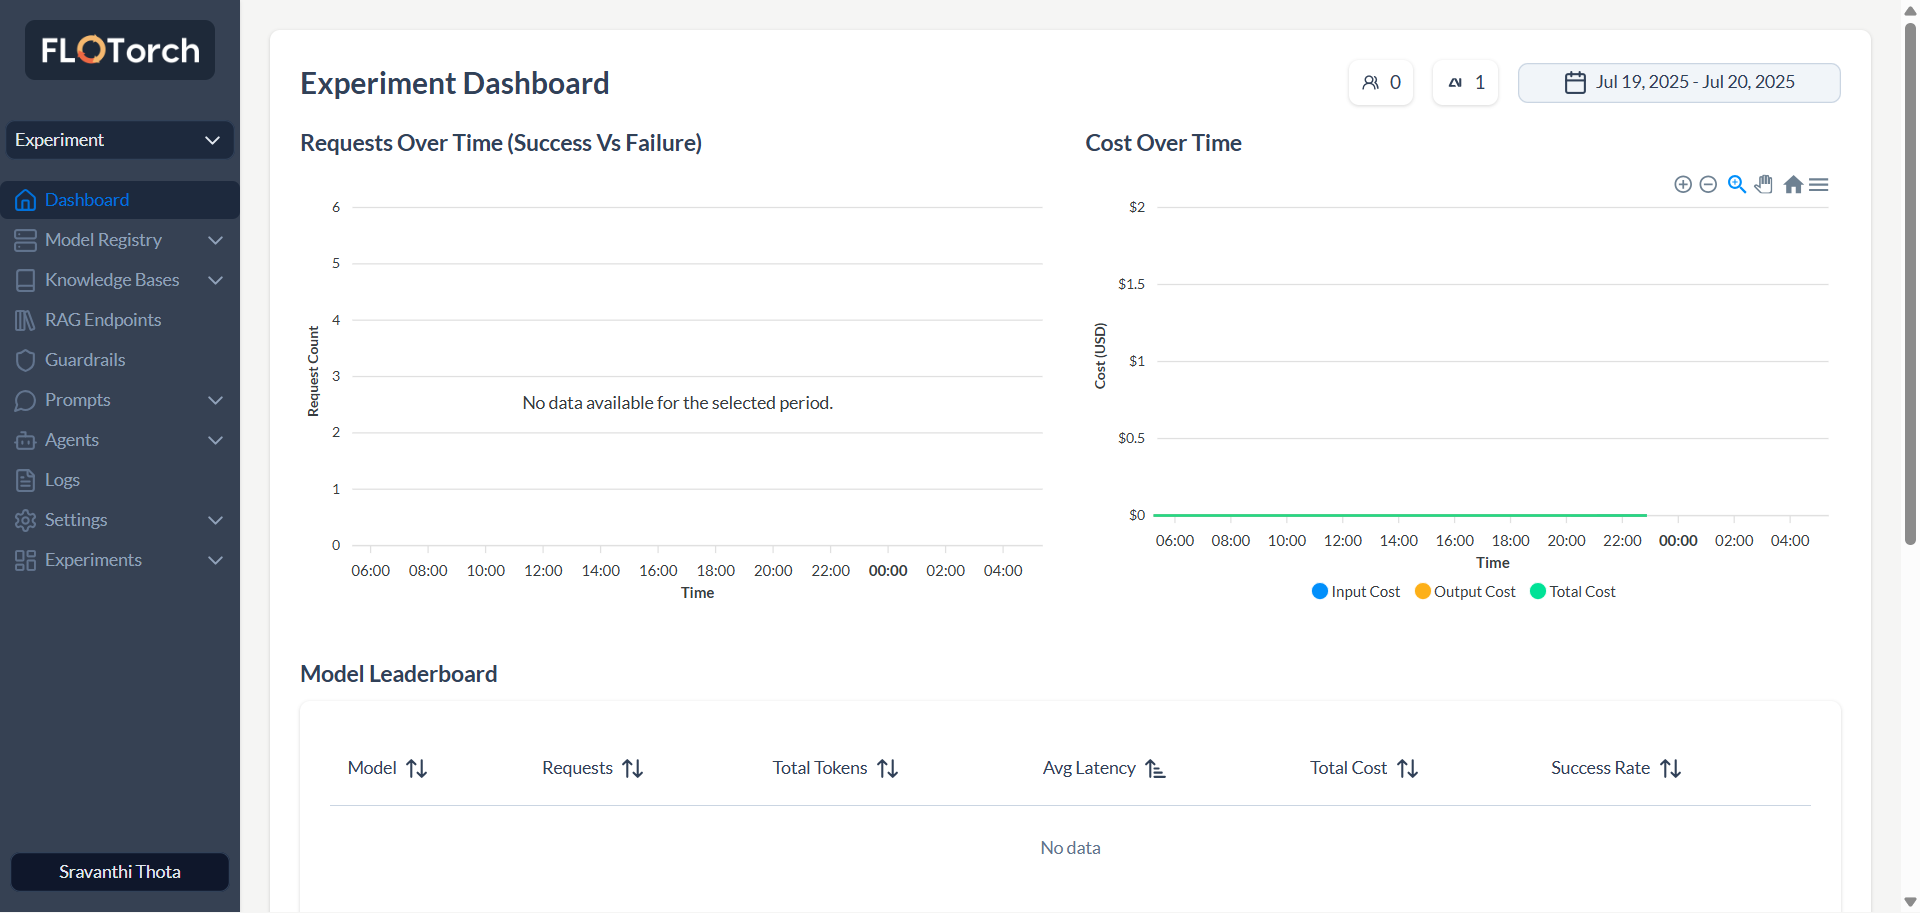 FLOTorch
Experiment
Dashboard
Model Registry
Knowledge Bases
RAG Endpoints
Guardrails
Prompts
Agents
Logs
Settings
Experiments
Sravanthi Thota
Experiment Dashboard
0
1
Jul 19, 2025 - Jul 20, 2025
Requests Over Time (Success Vs Failure)
6
5
4
3
2
1
0
Request Count
No data available for the selected period.
06:00 08:00 10:00 12:00 14:00 16:00 18:00 20:00 22:00 00:00 02:00 04:00
Time
Cost Over Time
$2
$1.5
$1
$0.5
$0
Cost (USD)
06:00 08:00 10:00 12:00 14:00 16:00 18:00 20:00 22:00 00:00 02:00 04:00
Time
Input Cost Output Cost Total Cost
Model Leaderboard
Model Requests Total Tokens Avg Latency Total Cost Success Rate
No data